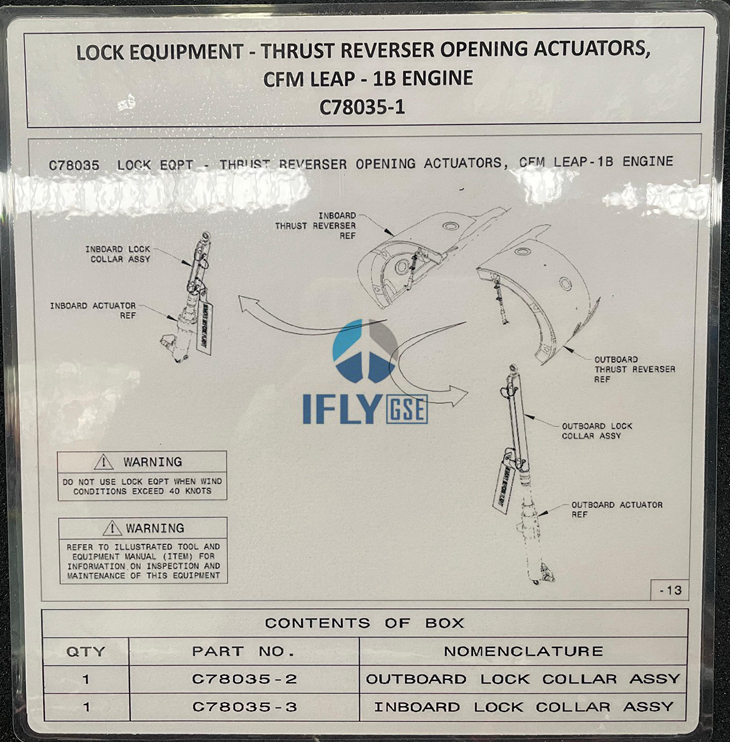 LOCK EQUIPMENT - THRUST REVERSER OPENING ACTUATORS,
CFM LEAP - 1B ENGINE
C78035-1
C78035 LOCK EQPT - THRUST REVERSER OPENING ACTUATORS, CFM LEAP-1B ENGINE
INBOARD
THRUST REVERSER
REF
INBOARD LOCK
COLLAR ASSY
INBOARD ACTUATOR
REF
OUTBOARD
THRUST REVERSER
REF
IFLY GSE
OUTBOARD LOCK
COLLAR ASSY
OUTBOARD ACTUATOR
REF
WARNING
DO NOT USE LOCK EQPT WHEN WIND
CONDITIONS EXCEED 40 KNOTS
WARNING
REFER TO ILLUSTRATED TOOL AND
EQUIPMENT MANUAL (ITEM) FOR
INFORMATION ON INSPECTION AND
MAINTENANCE OF THIS EQUIPMENT
-13
CONTENTS OF BOX
QTY PART NO. NOMENCLATURE
1 C78035-2 OUTBOARD LOCK COLLAR ASSY
1 C78035-3 INBOARD LOCK COLLAR ASSY